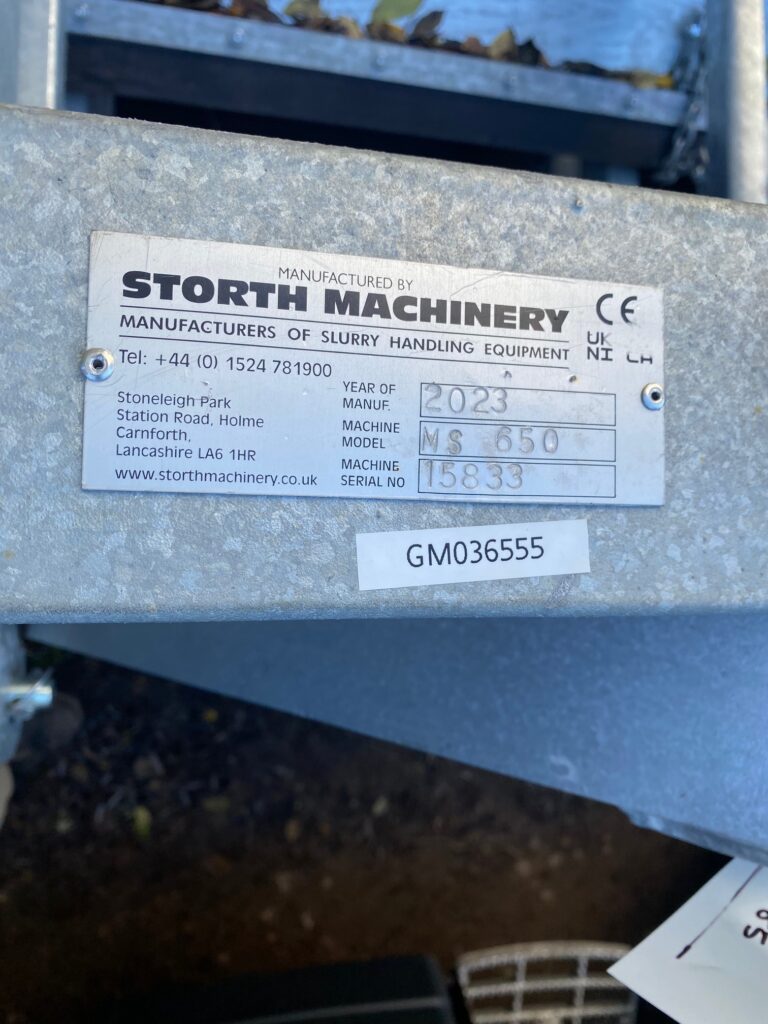 MANUFACTURED BY
STORTH MACHINERY
MANUFACTURERS OF SLURRY HANDLING EQUIPMENT
CE
UK
NI
Tel: +44 (0) 1524 781900
Stoneleigh Park
Station Road, Holme
Carnforth,
Lancashire LA6 1HR
www.storthmachinery.co.uk
YEAR OF
MANUF. 2023
MACHINE
MODEL MS 650
MACHINE
SERIAL NO 15833
GM036555